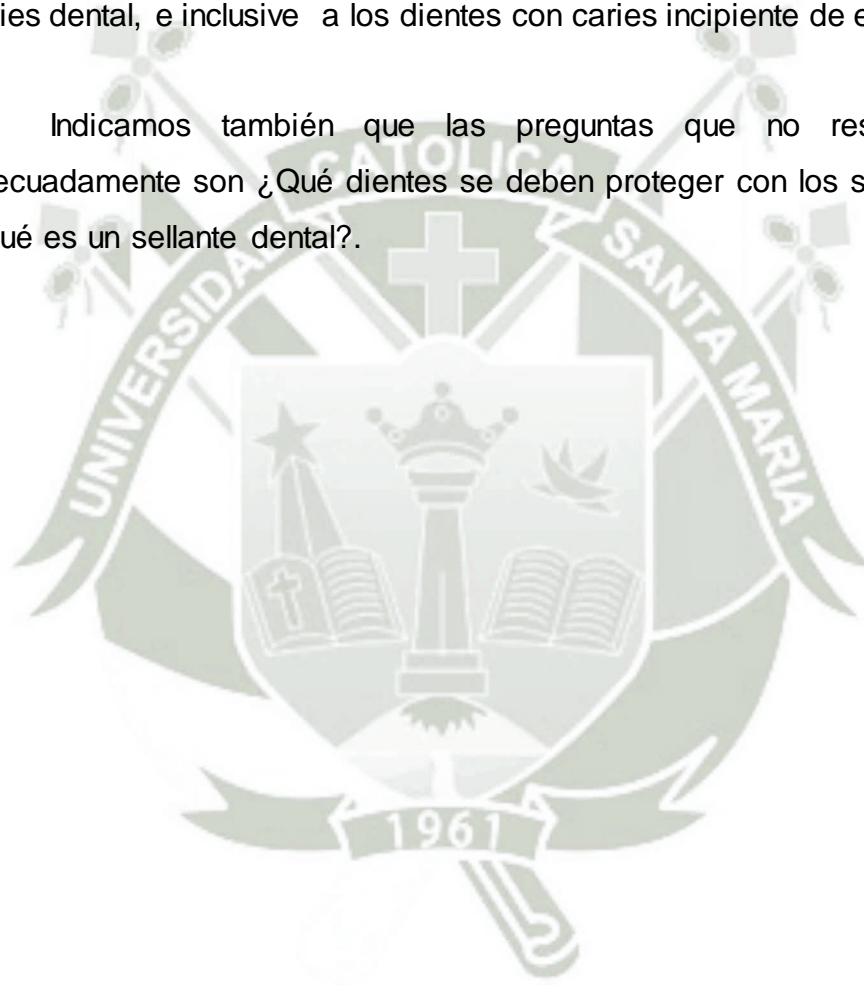 ies dental, e inclusive a los dientes con caries incipiente de e
Indicamos también que las preguntas que no res
ecuadamente son ¿Qué dientes se deben proteger con los s
ué es un sellante dental?.
UNIVERSIDAD CATOLICA SANTA MARIA
1961